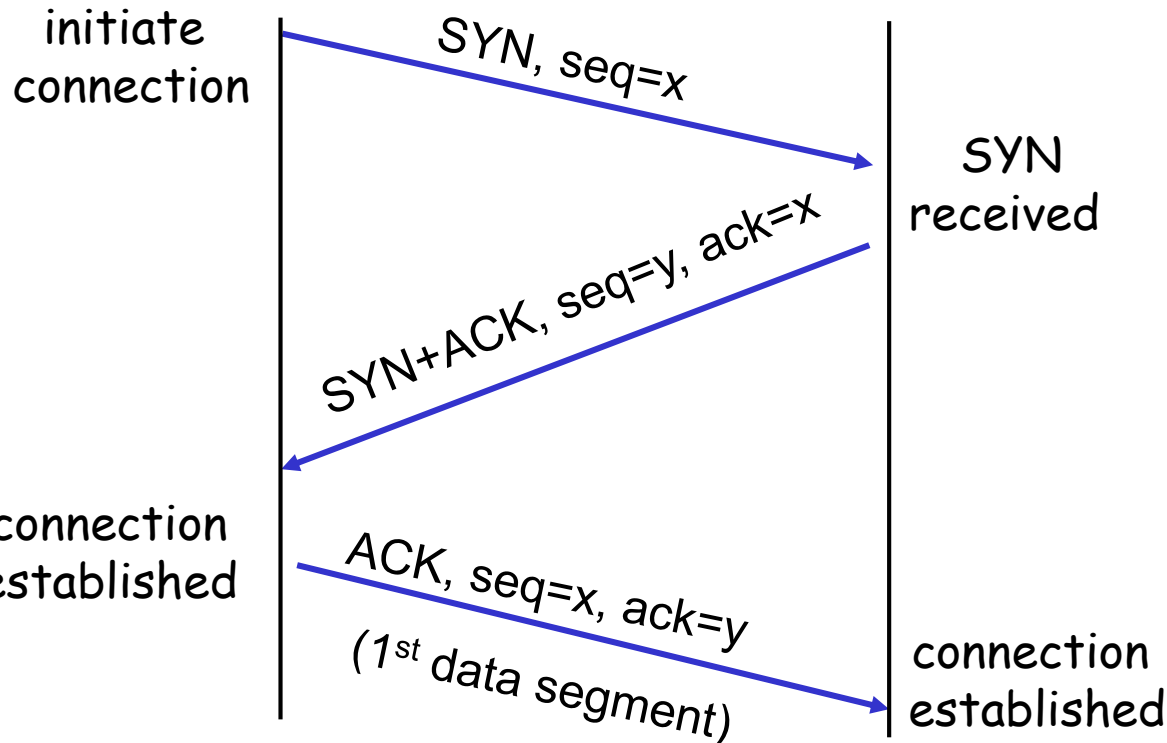 initiate
connection
SYN, seq=x
SYN
received
SYN+ACK, seq=y, ack=x
connection
established
ACK, seq=x, ack=y
(1st data segment)
connection
established